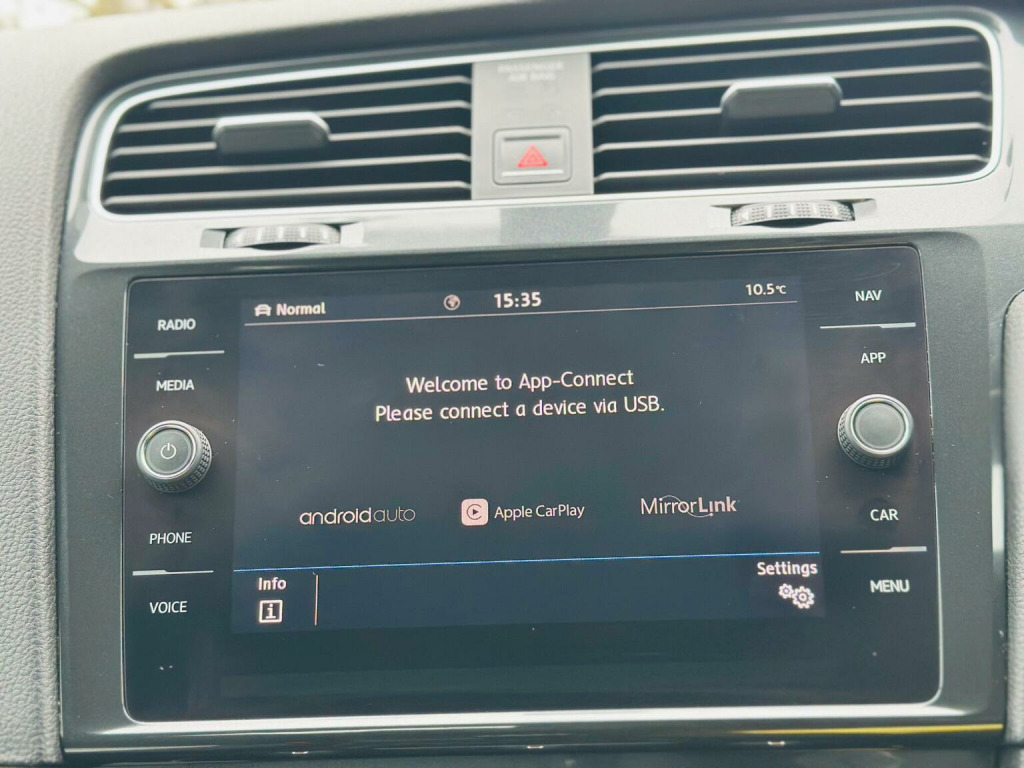 PASSENGER
AIR BAG
Normal 15:35 10.5°C
RADIO
MEDIA
PHONE
VOICE
Welcome to App-Connect
Please connect a device via USB.
androidauto Apple CarPlay MirrorLink
Info
i
Settings
NAV
APP
CAR
MENU